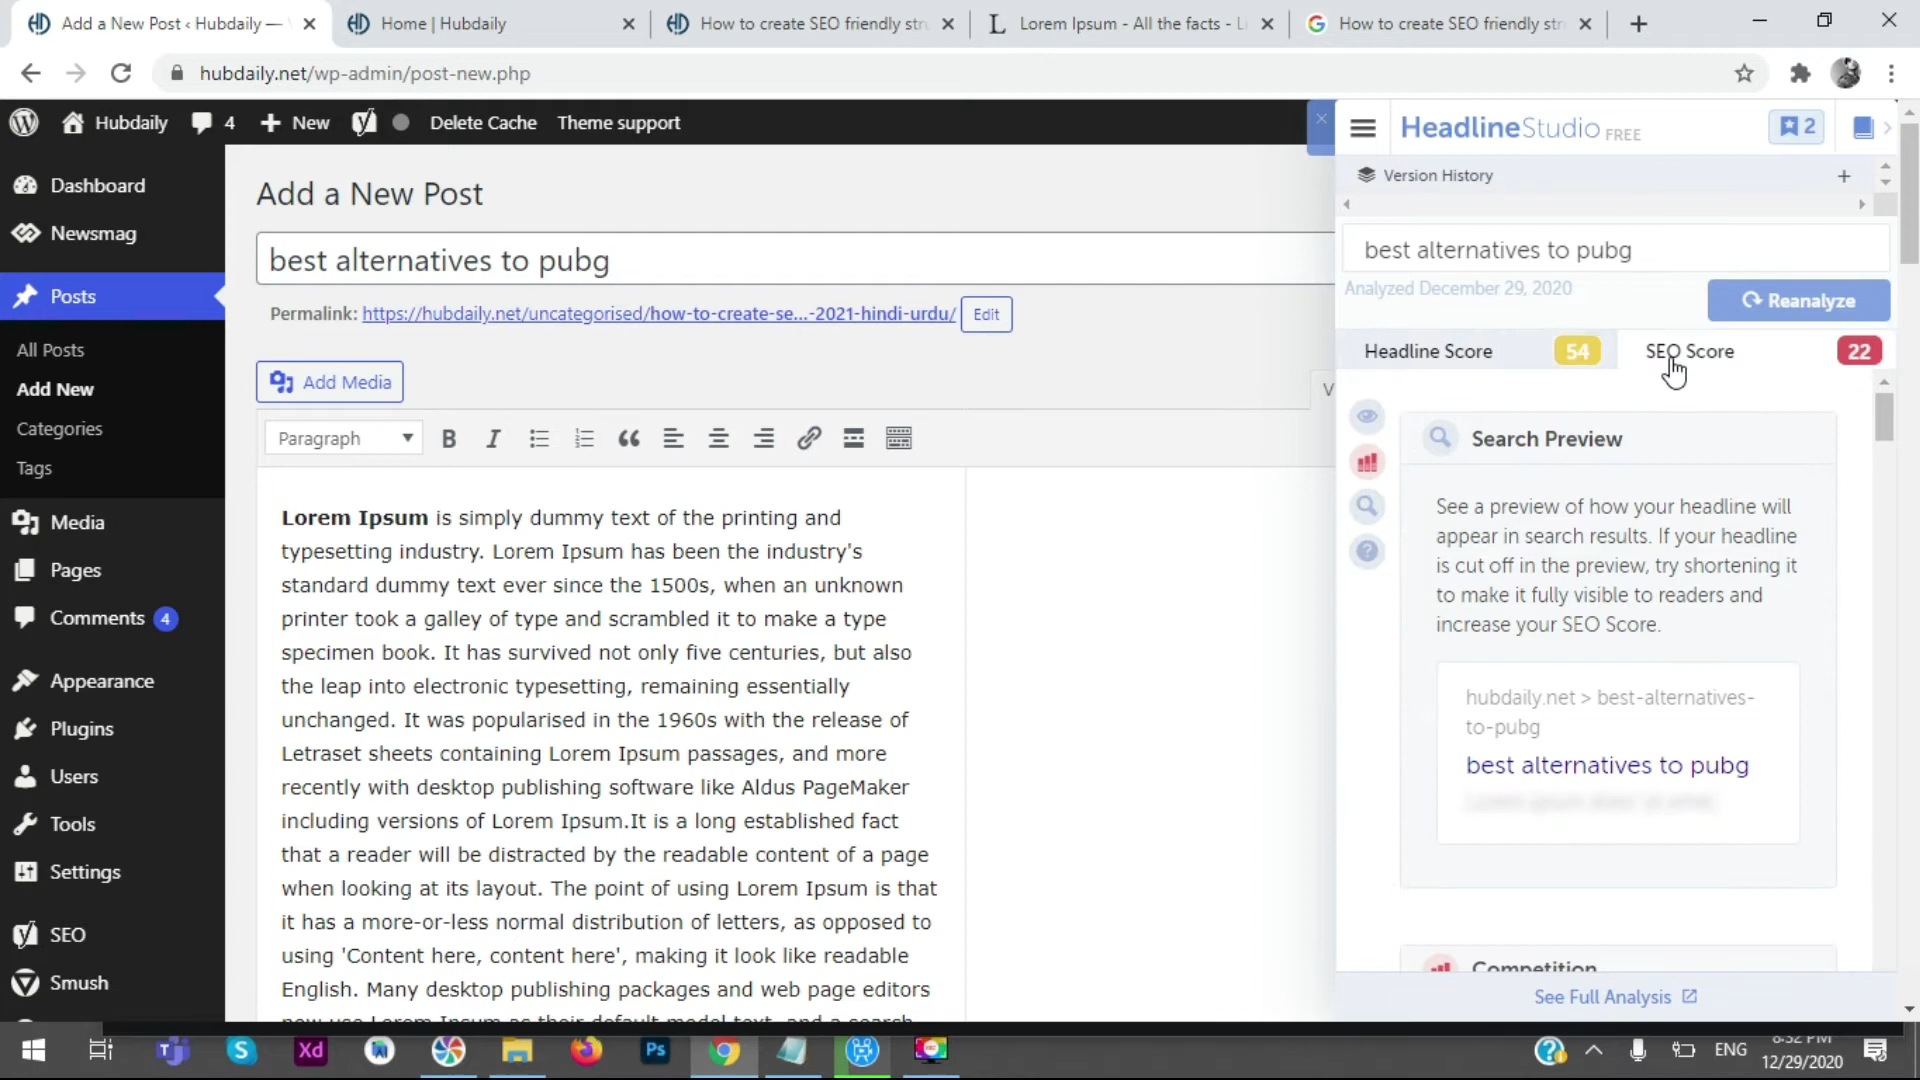 Add a New Post ‹ Hubdaily —
Home | Hubdaily
How to create SEO friendly str
Lorem Ipsum - All the facts - L
How to create SEO friendly str
hubdaily.net/wp-admin/post-new.php
Hubdaily
4
New
Delete Cache
Theme support
Dashboard
Newsmag
Posts
All Posts
Add New
Categories
Tags
Media
Pages
Comments 4
Appearance
Plugins
Users
Tools
Settings
SEO
Smush
Add a New Post
best alternatives to pubg
Permalink: https://hubdaily.net/uncategorised/how-to-create-se...-2021-hindi-urdu/ Edit
Add Media
V
Paragraph
B I
Lorem Ipsum is simply dummy text of the printing and
typesetting industry. Lorem Ipsum has been the industry's
standard dummy text ever since the 1500s, when an unknown
printer took a galley of type and scrambled it to make a type
specimen book. It has survived not only five centuries, but also
the leap into electronic typesetting, remaining essentially
unchanged. It was popularised in the 1960s with the release of
Letraset sheets containing Lorem Ipsum passages, and more
recently with desktop publishing software like Aldus PageMaker
including versions of Lorem Ipsum.It is a long established fact
that a reader will be distracted by the readable content of a page
when looking at its layout. The point of using Lorem Ipsum is that
it has a more-or-less normal distribution of letters, as opposed to
using 'Content here, content here', making it look like readable
English. Many desktop publishing packages and web page editors
now use Lorem Ipsum as their default model text, and a search
HeadlineStudio FREE
2
Version History
best alternatives to pubg
Analyzed December 29, 2020
Reanalyze
Headline Score 54
SEO Score 22
Search Preview
See a preview of how your headline will
appear in search results. If your headline
is cut off in the preview, try shortening it
to make it fully visible to readers and
increase your SEO Score.
hubdaily.net > best-alternatives-
to-pubg
best alternatives to pubg
Competition
See Full Analysis
Xd
Ps
ENG
8:32 PM
12/29/2020